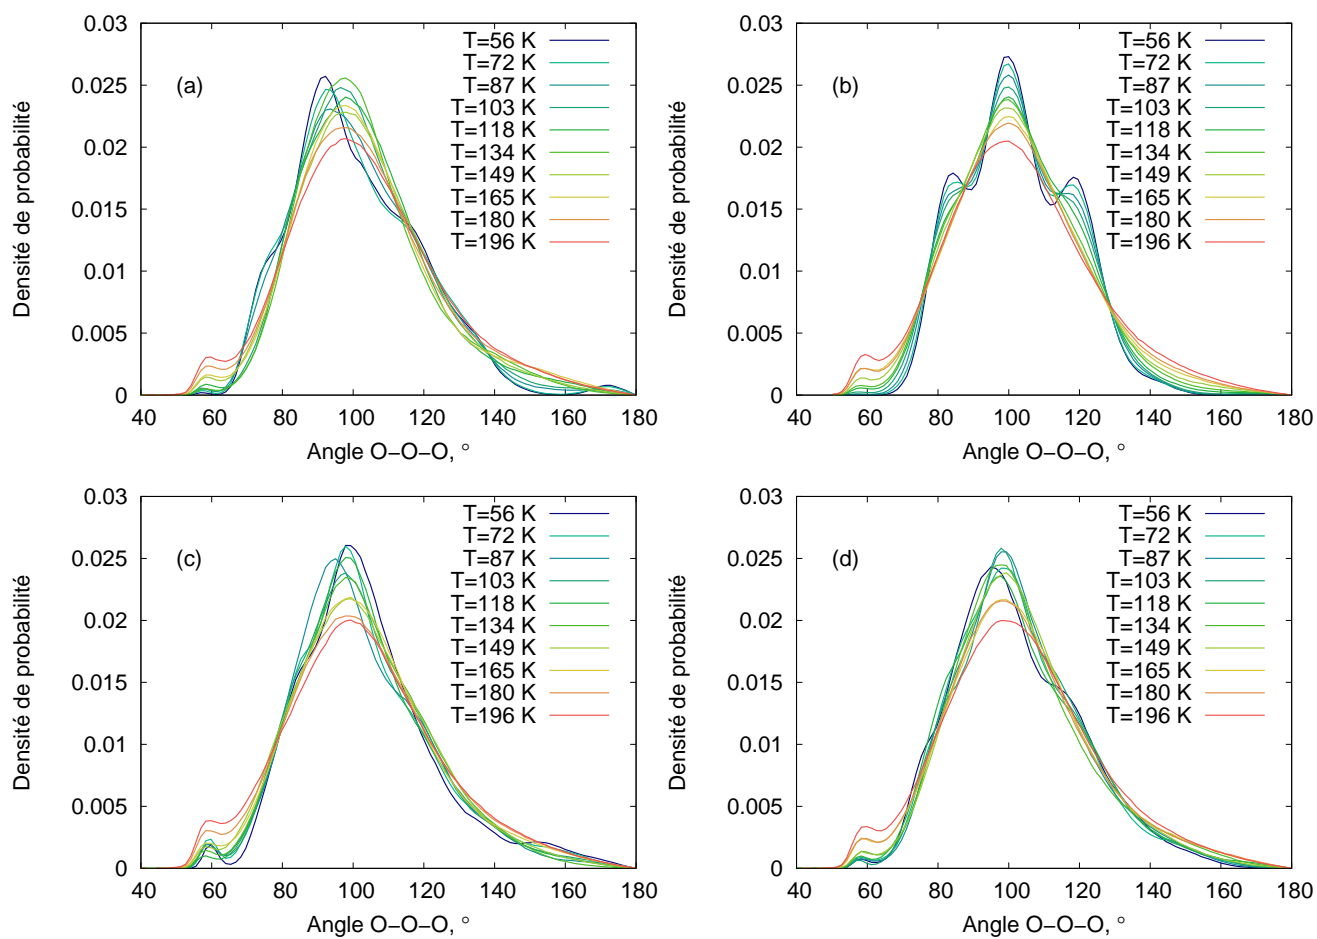 0.03
0.025
0.02
0.015
0.01
0.005
0
40 60 80 100 120 140 160 180
Densité de probabilité
Angle O−O−O, °
(a)
T=56 K
T=72 K
T=87 K
T=103 K
T=118 K
T=134 K
T=149 K
T=165 K
T=180 K
T=196 K
0.03
0.025
0.02
0.015
0.01
0.005
0
40 60 80 100 120 140 160 180
Densité de probabilité
Angle O−O−O, °
(b)
T=56 K
T=72 K
T=87 K
T=103 K
T=118 K
T=134 K
T=149 K
T=165 K
T=180 K
T=196 K
0.03
0.025
0.02
0.015
0.01
0.005
0
40 60 80 100 120 140 160 180
Densité de probabilité
Angle O−O−O, °
(c)
T=56 K
T=72 K
T=87 K
T=103 K
T=118 K
T=134 K
T=149 K
T=165 K
T=180 K
T=196 K
0.03
0.025
0.02
0.015
0.01
0.005
0
40 60 80 100 120 140 160 180
Densité de probabilité
Angle O−O−O, °
(d)
T=56 K
T=72 K
T=87 K
T=103 K
T=118 K
T=134 K
T=149 K
T=165 K
T=180 K
T=196 K